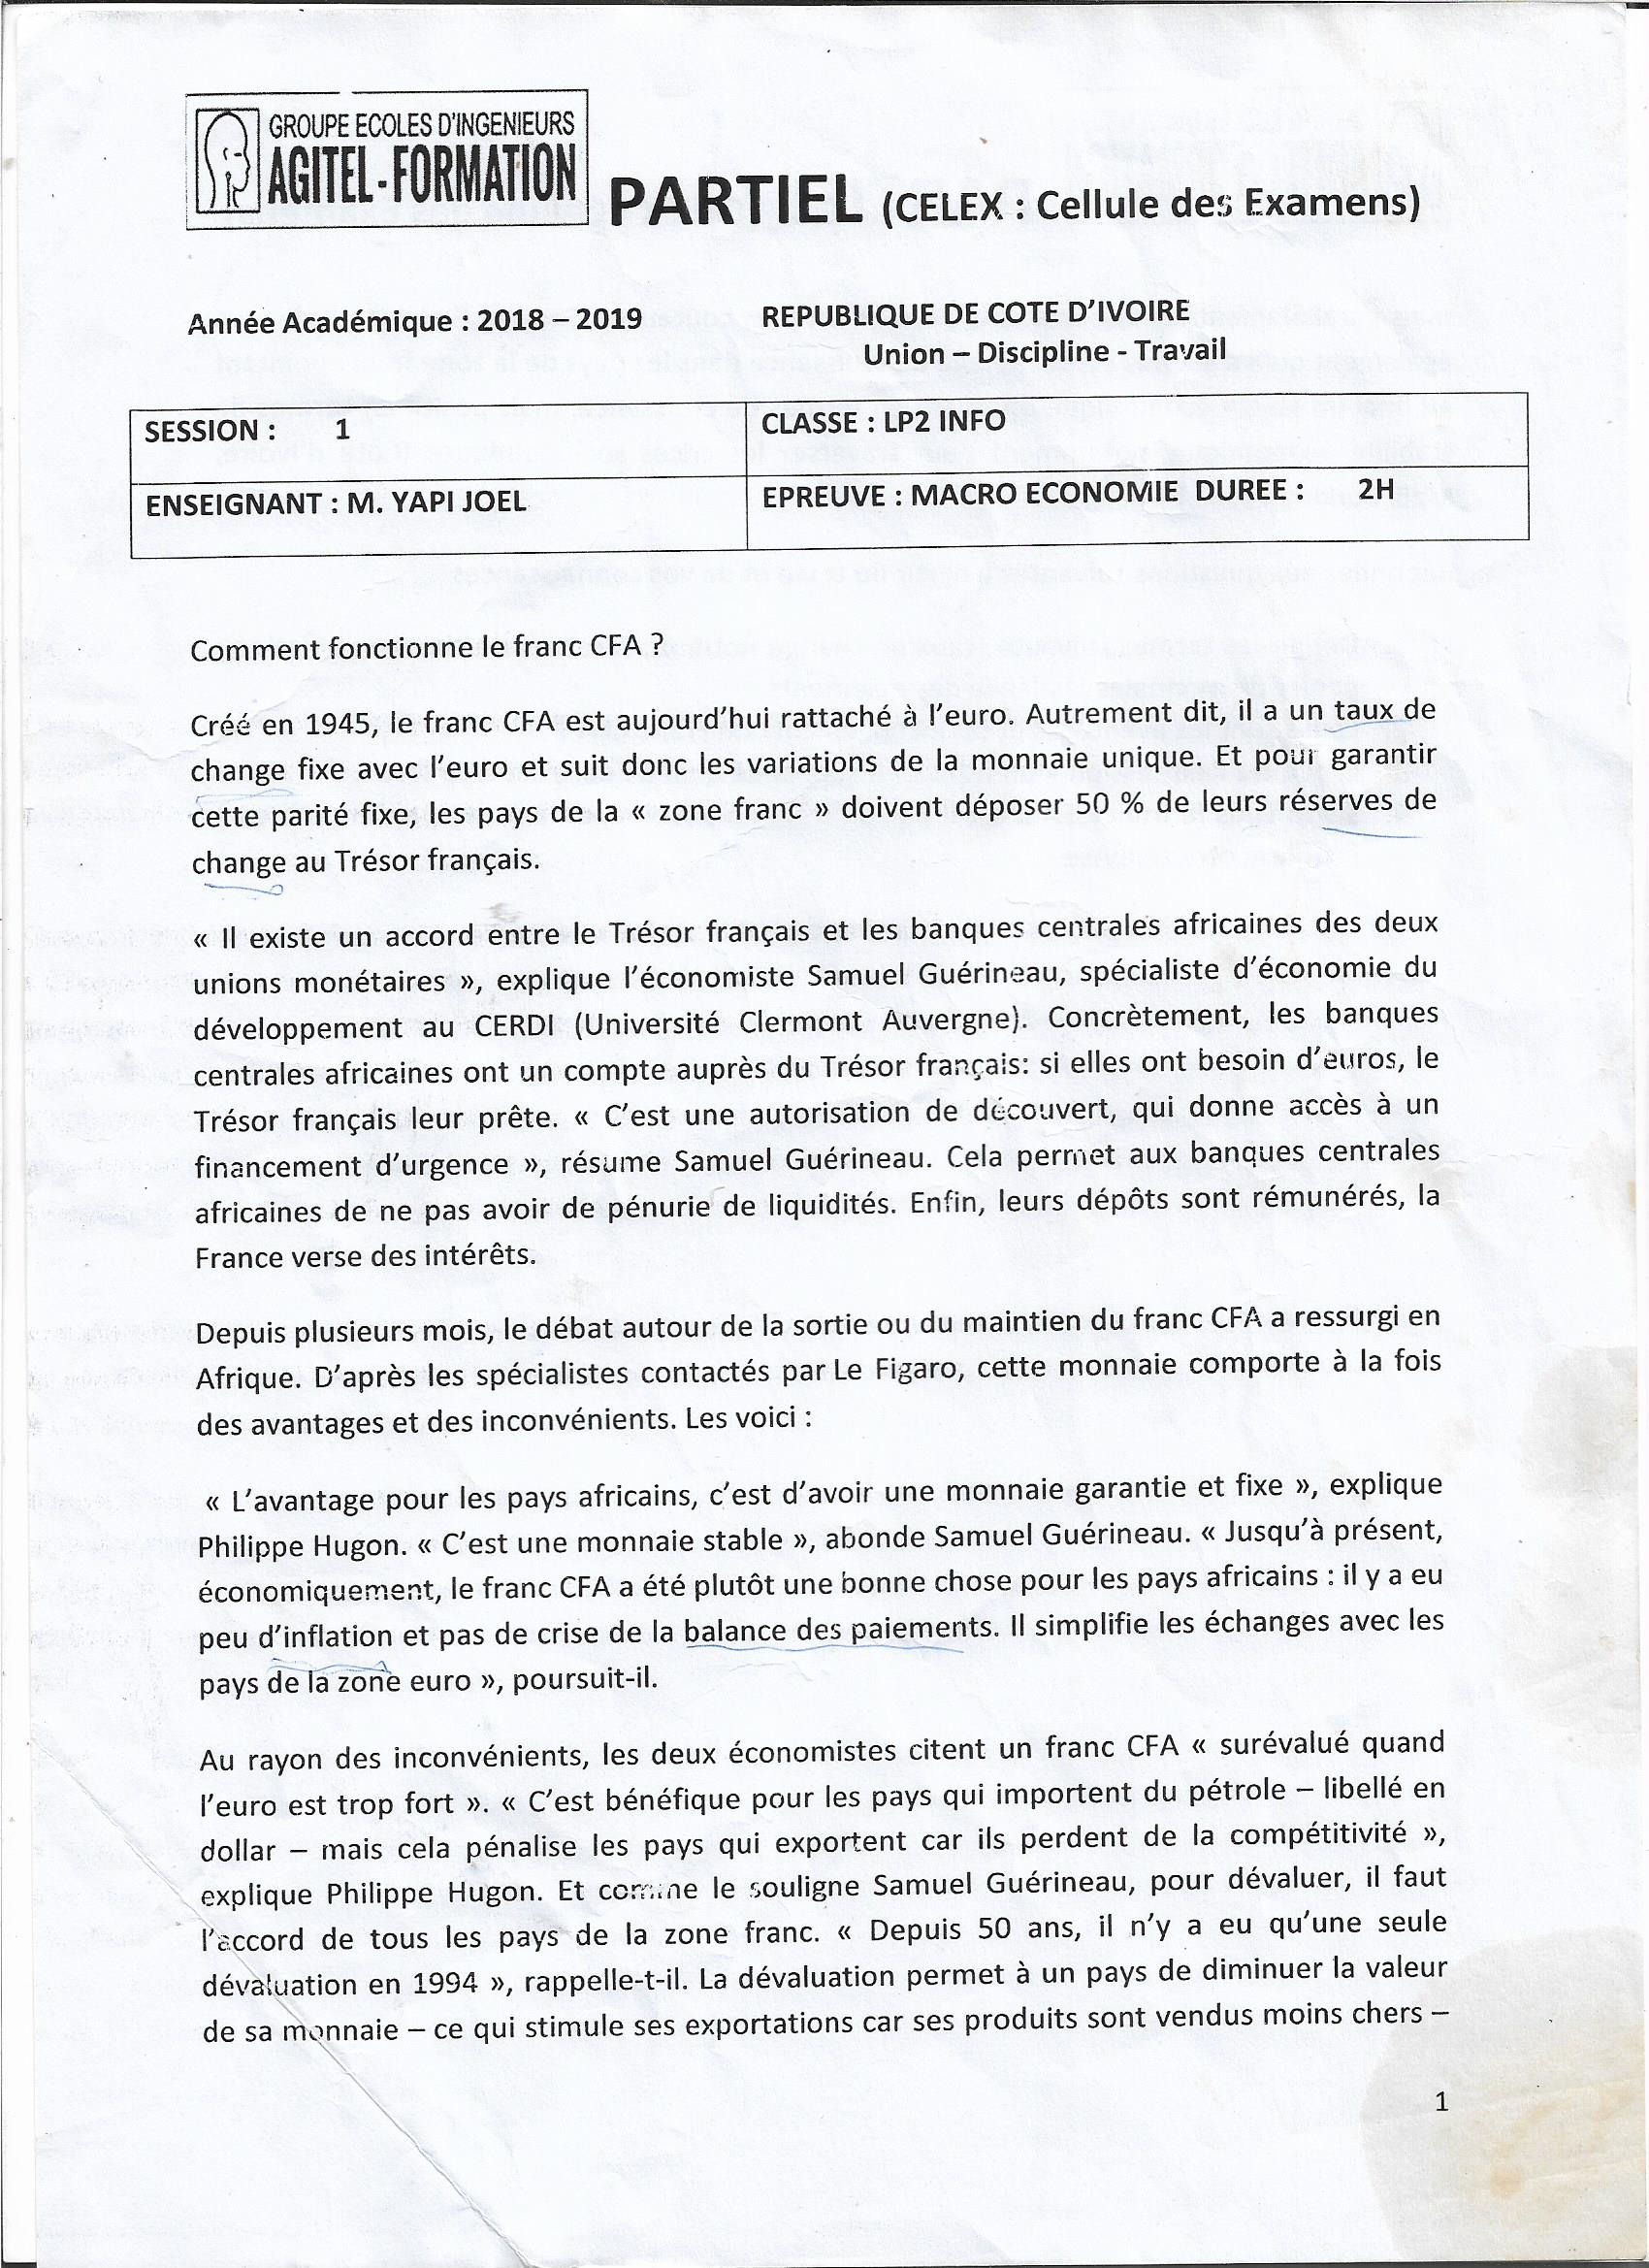 GROUPE ECOLES D'INGENIEURS
AGITEL-FORMATION
PARTIEL (CELEX : Cellule des Examens)
Année Académique : 2018 – 2019
REPUBLIQUE DE COTE D'IVOIRE
Union – Discipline - Travail
SESSION : 1
CLASSE : LP2 INFO
ENSEIGNANT : M. YAPI JOEL
EPREUVE : MACRO ECONOMIE DUREE : 2H
Comment fonctionne le franc CFA ?
Créé en 1945, le franc CFA est aujourd'hui rattaché à l'euro. Autrement dit, il a un taux de
change fixe avec l'euro et suit donc les variations de la monnaie unique. Et pour garantir
cette parité fixe, les pays de la « zone franc » doivent déposer 50 % de leurs réserves de
change au Trésor français.
« Il existe un accord entre le Trésor français et les banques centrales africaines des deux
unions monétaires », explique l'économiste Samuel Guérineau, spécialiste d'économie du
développement au CERDI (Université Clermont Auvergne). Concrètement, les banques
centrales africaines ont un compte auprès du Trésor français: si elles ont besoin d'euros, le
Trésor français leur prête. « C'est une autorisation de découvert, qui donne accès à un
financement d'urgence », résume Samuel Guérineau. Cela permet aux banques centrales
africaines de ne pas avoir de pénurie de liquidités. Enfin, leurs dépôts sont rémunérés, la
France verse des intérêts.
Depuis plusieurs mois, le débat autour de la sortie ou du maintien du franc CFA a ressurgi en
Afrique. D'après les spécialistes contactés par Le Figaro, cette monnaie comporte à la fois
des avantages et des inconvénients. Les voici :
« L'avantage pour les pays africains, c'est d'avoir une monnaie garantie et fixe », explique
Philippe Hugon. « C'est une monnaie stable », abonde Samuel Guérineau. « Jusqu'à présent,
économiquement, le franc CFA a été plutôt une bonne chose pour les pays africains : il y a eu
peu d'inflation et pas de crise de la balance des paiements. Il simplifie les échanges avec les
pays de la zone euro », poursuit-il.
Au rayon des inconvénients, les deux économistes citent un franc CFA « surévalué quand
l'euro est trop fort ». « C'est bénéfique pour les pays qui importent du pétrole – libellé en
dollar – mais cela pénalise les pays qui exportent car ils perdent de la compétitivité »,
explique Philippe Hugon. Et comme le souligne Samuel Guérineau, pour dévaluer, il faut
l'accord de tous les pays de la zone franc. « Depuis 50 ans, il n'y a eu qu'une seule
dévaluation en 1994 », rappelle-t-il. La dévaluation permet à un pays de diminuer la valeur
de sa monnaie – ce qui stimule ses exportations car ses produits sont vendus moins chers –
1